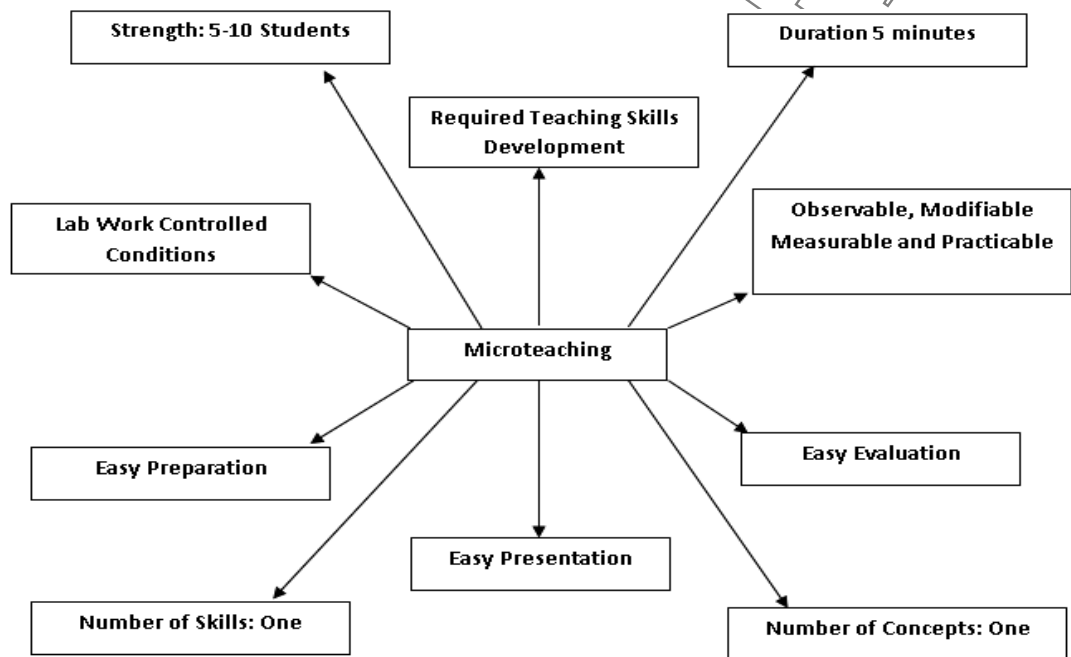 Strength: 5-10 Students
Duration 5 minutes
Required Teaching Skills
Development
Lab Work Controlled
Conditions
Observable, Modifiable
Measurable and Practicable
Microteaching
Easy Preparation
Easy Evaluation
Easy Presentation
Number of Skills: One
Number of Concepts: One